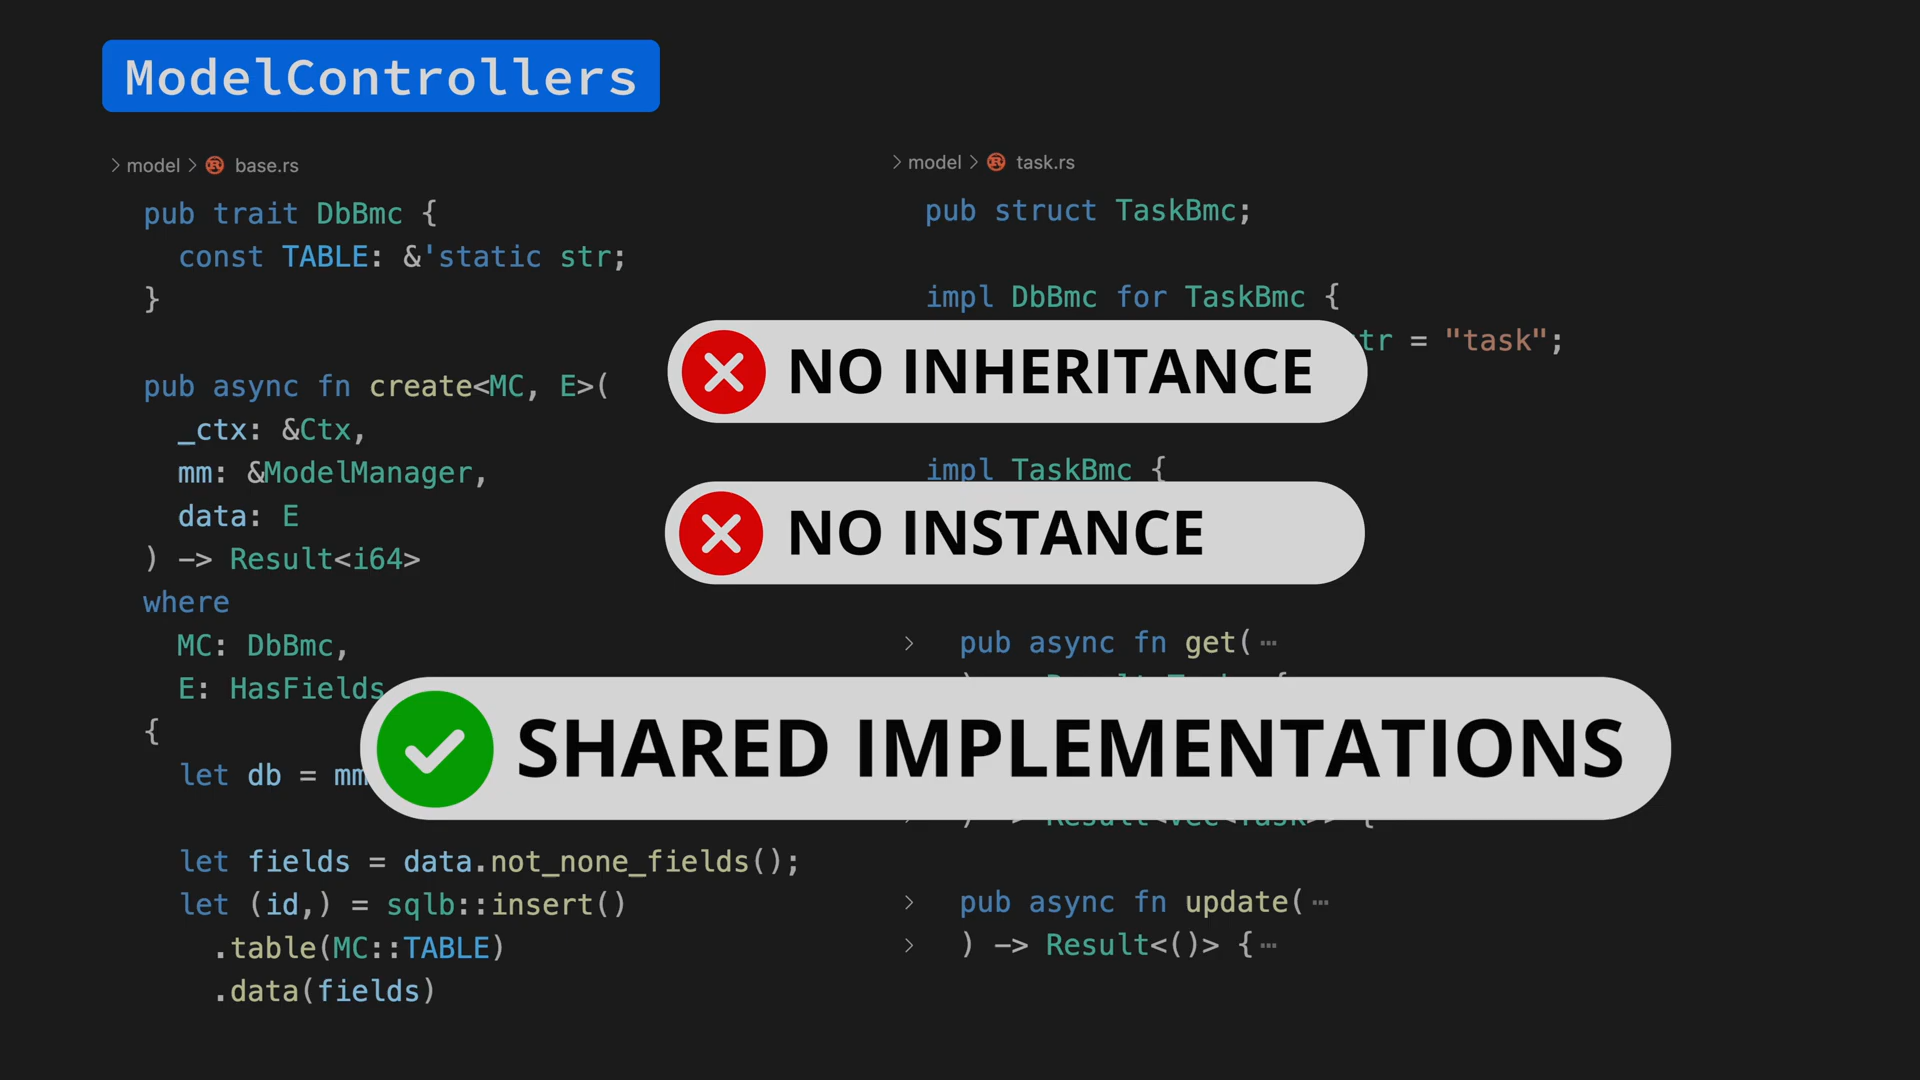 ModelControllers
model > base.rs
pub trait DbBmc {
const TABLE: &'static str;
}
pub async fn create<MC, E>(
_ctx: &Ctx,
mm: &ModelManager,
data: E
) -> Result<i64>
where
MC: DbBmc,
E: HasFields
{
let db = mm
let fields = data.not_none_fields();
let (id,) = sqlb::insert()
.table(MC::TABLE)
.data(fields)
model > task.rs
pub struct TaskBmc;
impl DbBmc for TaskBmc {
= "task";
impl TaskBmc {
pub async fn get( …
) -> Result<Vec<Task>> {
pub async fn update( …
) -> Result<()> { …
NO INHERITANCE
NO INSTANCE
SHARED IMPLEMENTATIONS